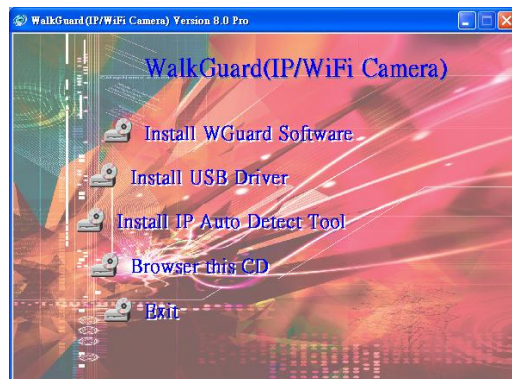 WalkGuard(IP/WiFi Camera) Version 8.0 Pro
WalkGuard(IP/WiFi Camera)
Install WGuard Software
Install USB Driver
Install IP Auto Detect Tool
Browser this CD
Exit